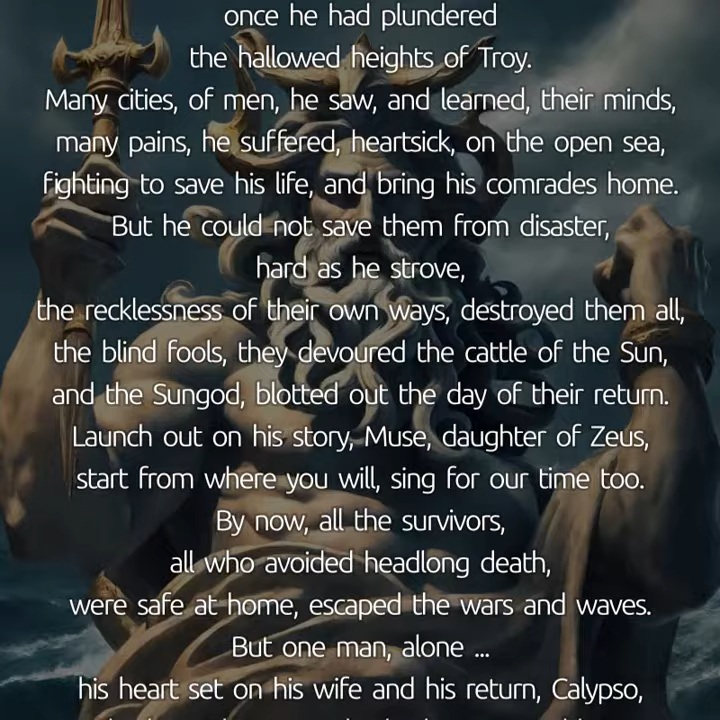 once he had plundered
the hallowed heights of Troy.
Many cities, of men, he saw, and learned, their minds,
many pains, he suffered, heartsick, on the open sea,
fighting to save his life, and bring his comrades home.
But he could not save them from disaster,
hard as he strove,
the recklessness of their own ways, destroyed them all,
the blind fools, they devoured the cattle of the Sun,
and the Sungod, blotted out the day of their return.
Launch out on his story, Muse, daughter of Zeus,
start from where you will, sing for our time too.
By now, all the survivors,
all who avoided headlong death,
were safe at home, escaped the wars and waves.
But one man, alone ...
his heart set on his wife and his return, Calypso,